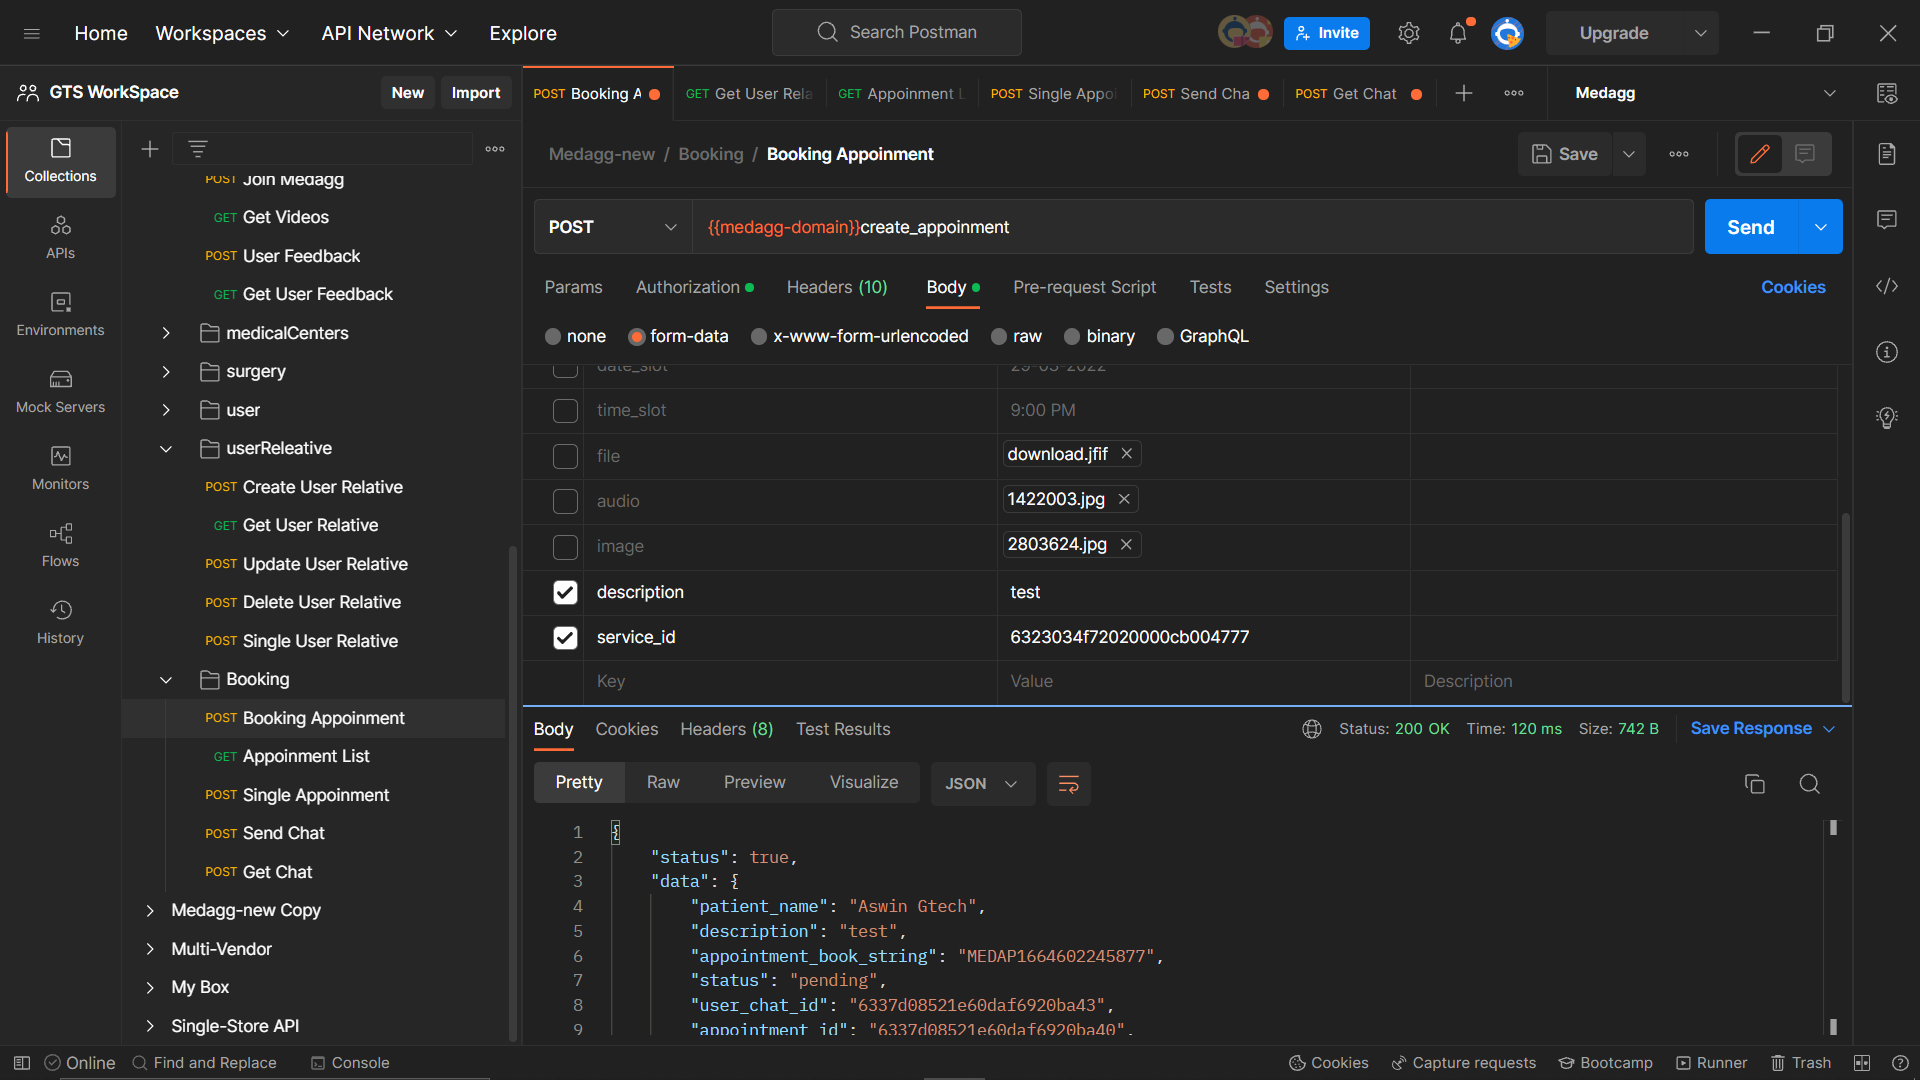 Home
Workspaces
API Network
Explore
Search Postman
Invite
Upgrade
GTS WorkSpace
New
Import
POST Booking A
GET Get User Rela
GET Appoinment L
POST Single Appoi
POST Send Cha
POST Get Chat
Medagg
Collections
APIs
Environments
Mock Servers
Monitors
Flows
History
POST Join Medagg
GET Get Videos
POST User Feedback
GET Get User Feedback
medicalCenters
surgery
user
userReleative
POST Create User Relative
GET Get User Relative
POST Update User Relative
POST Delete User Relative
POST Single User Relative
Booking
POST Booking Appoinment
GET Appoinment List
POST Single Appoinment
POST Send Chat
POST Get Chat
Medagg-new Copy
Multi-Vendor
My Box
Single-Store API
Medagg-new / Booking / Booking Appoinment
Save
POST
{{medagg-domain}}create_appoinment
Send
Params
Authorization
Headers (10)
Body
Pre-request Script
Tests
Settings
Cookies
none
form-data
x-www-form-urlencoded
raw
binary
GraphQL
date_slot 29-03-2022
time_slot 9:00 PM
file download.jfif
audio 1422003.jpg
image 2803624.jpg
description test
service_id 6323034f72020000cb004777
Key Value Description
Body
Cookies
Headers (8)
Test Results
Status: 200 OK
Time: 120 ms
Size: 742 B
Save Response
Pretty
Raw
Preview
Visualize
JSON
1 {
2 "status": true,
3 "data": {
4 "patient_name": "Aswin Gtech",
5 "description": "test",
6 "appointment_book_string": "MEDAP1664602245877",
7 "status": "pending",
8 "user_chat_id": "6337d08521e60daf6920ba43",
9 "appointment_id": "6337d08521e60daf6920ba40",
Online
Find and Replace
Console
Cookies
Capture requests
Bootcamp
Runner
Trash